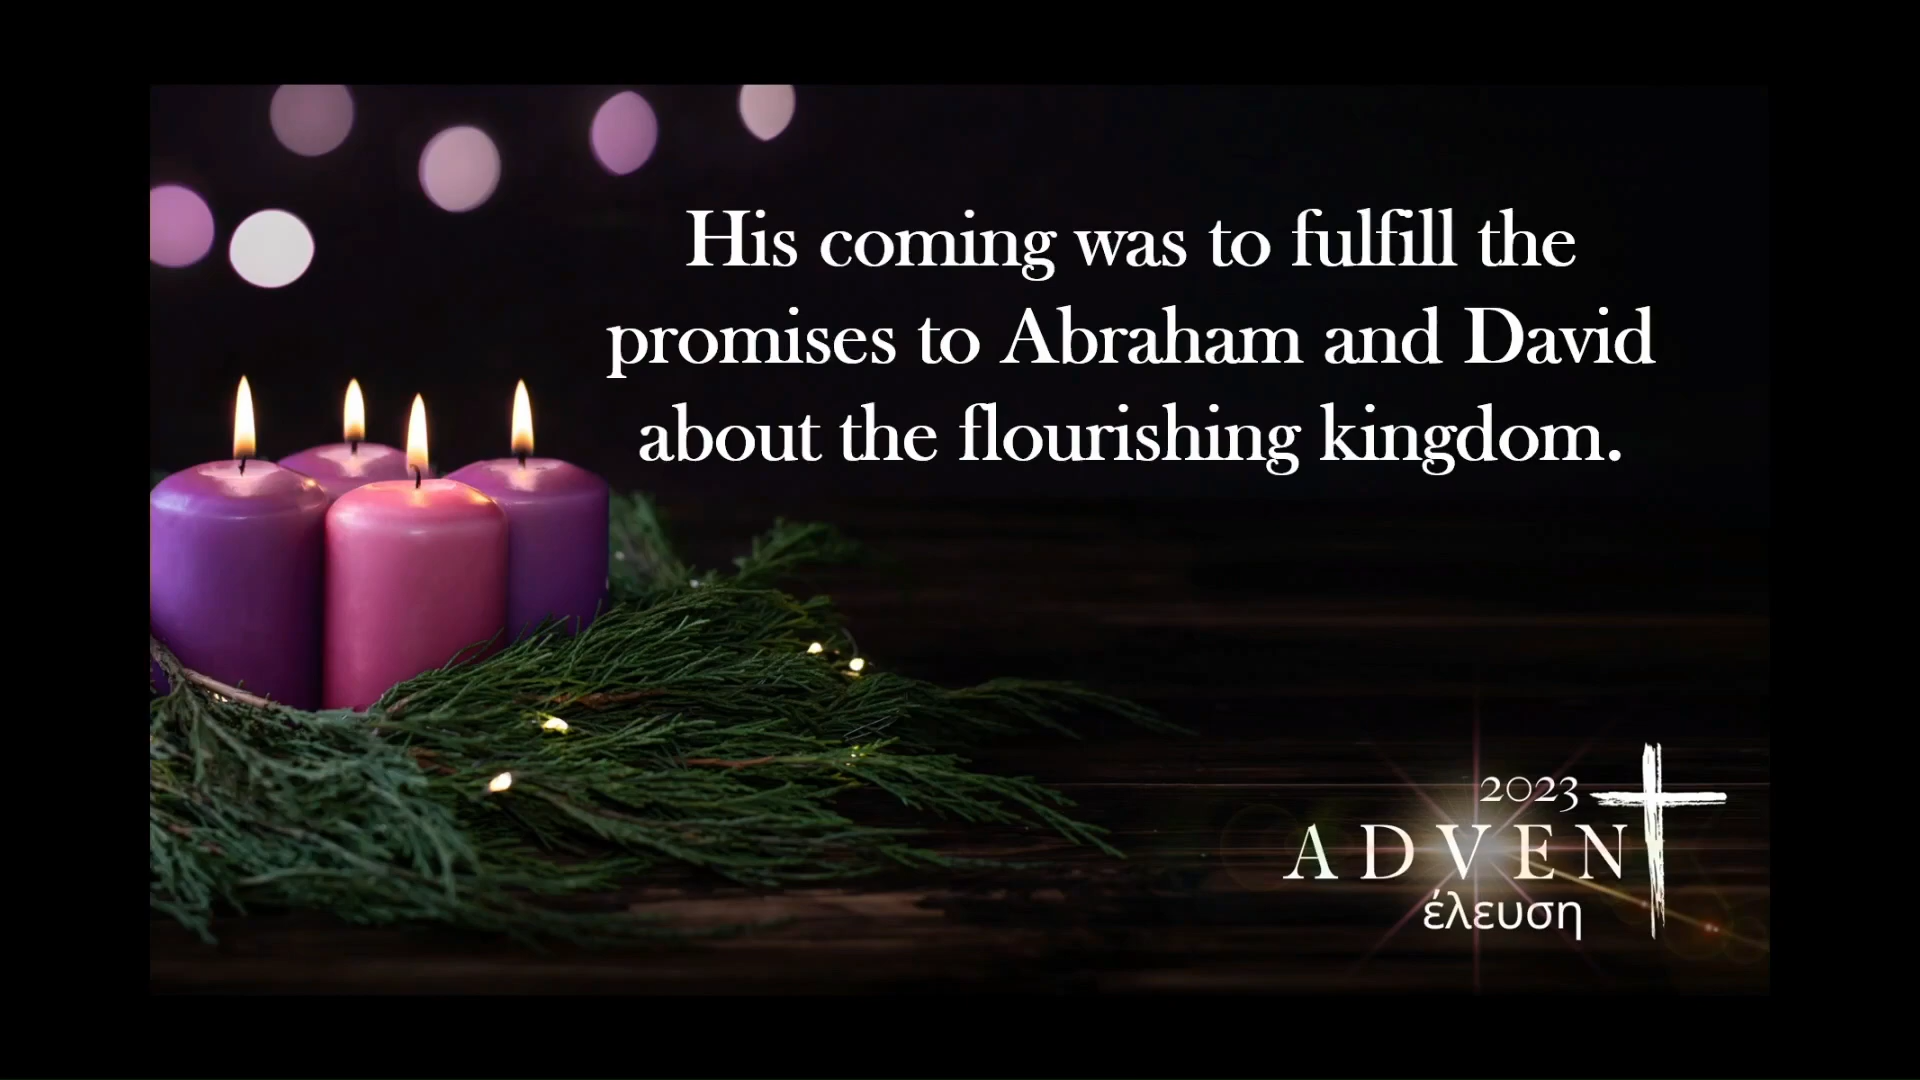 His coming was to fulfill the
promises to Abraham and David
about the flourishing kingdom.
2023
ADVENT
έλευση